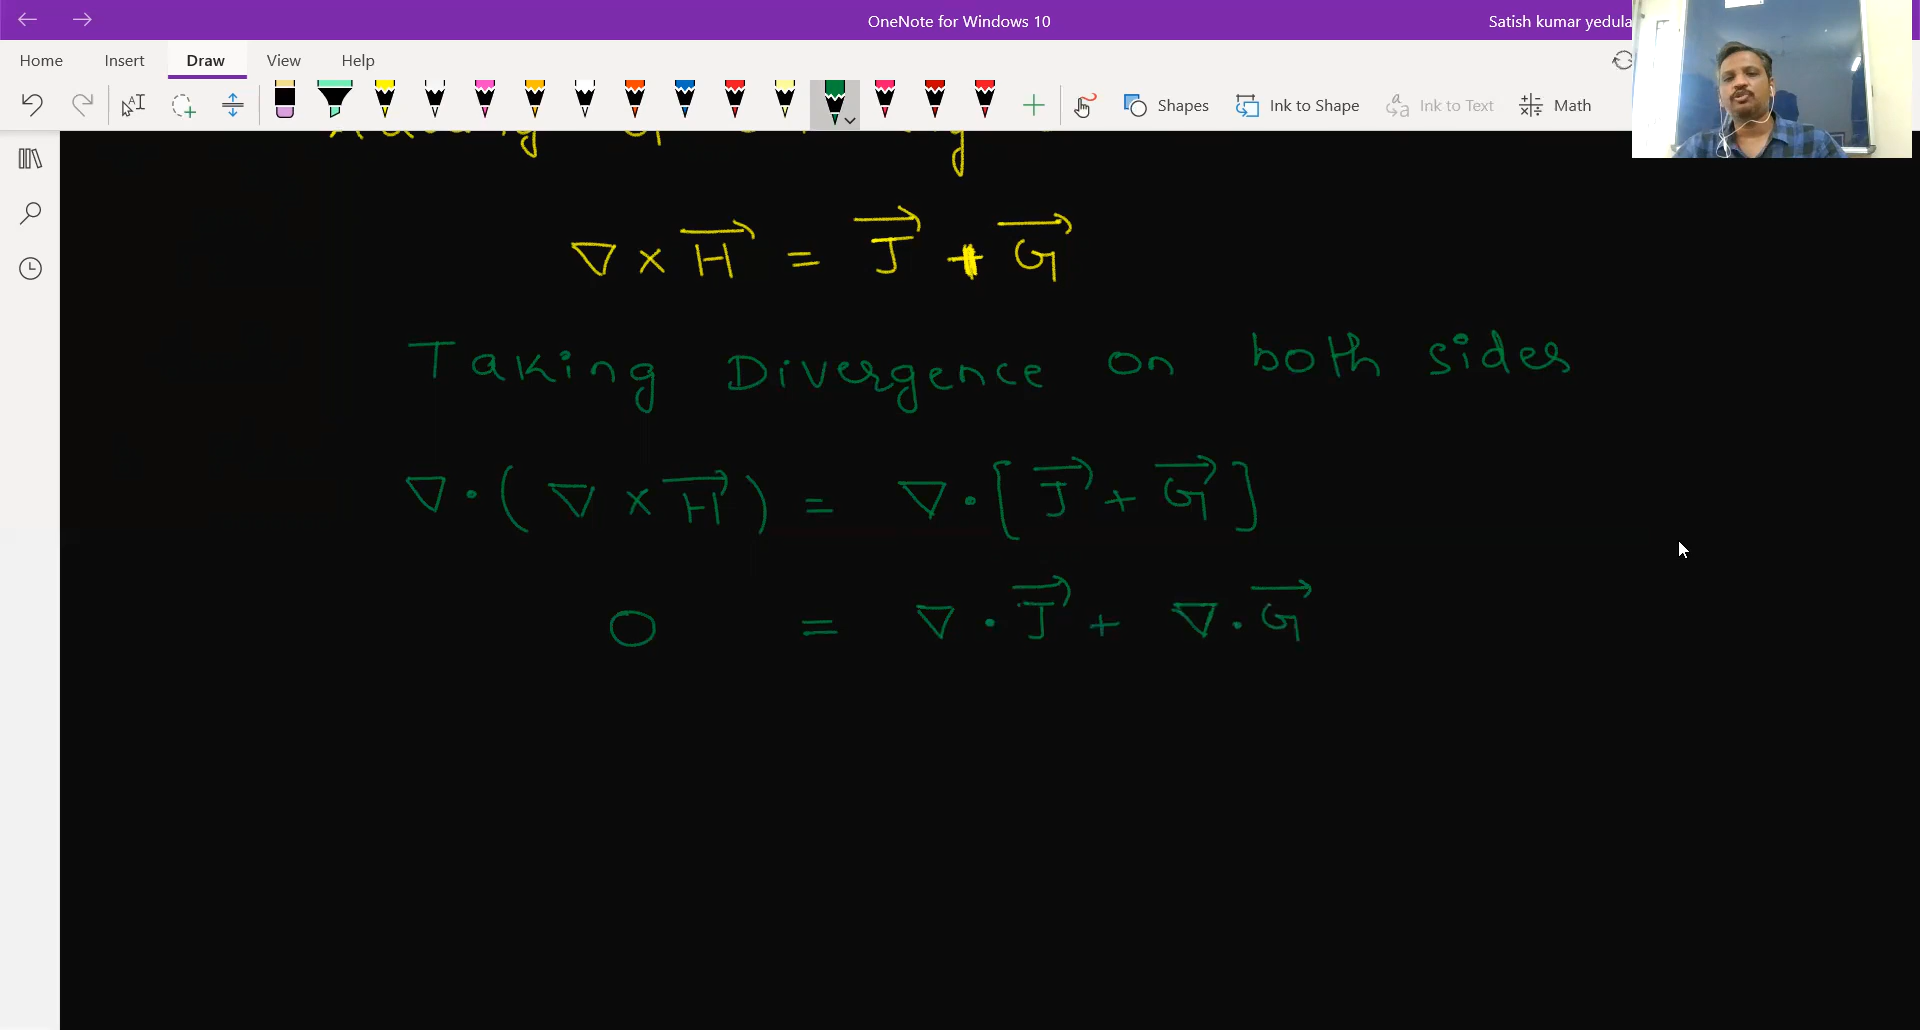 OneNote for Windows 10
Satish kumar yedula
Home Insert Draw View Help
Shapes Ink to Shape Ink to Text Math
∇ × H⃗ = J⃗ + G⃗
Taking Divergence on both sides
∇ · ( ∇ × H⃗ ) = ∇ · [ J⃗ + G⃗ ]
0 = ∇ · J⃗ + ∇ · G⃗